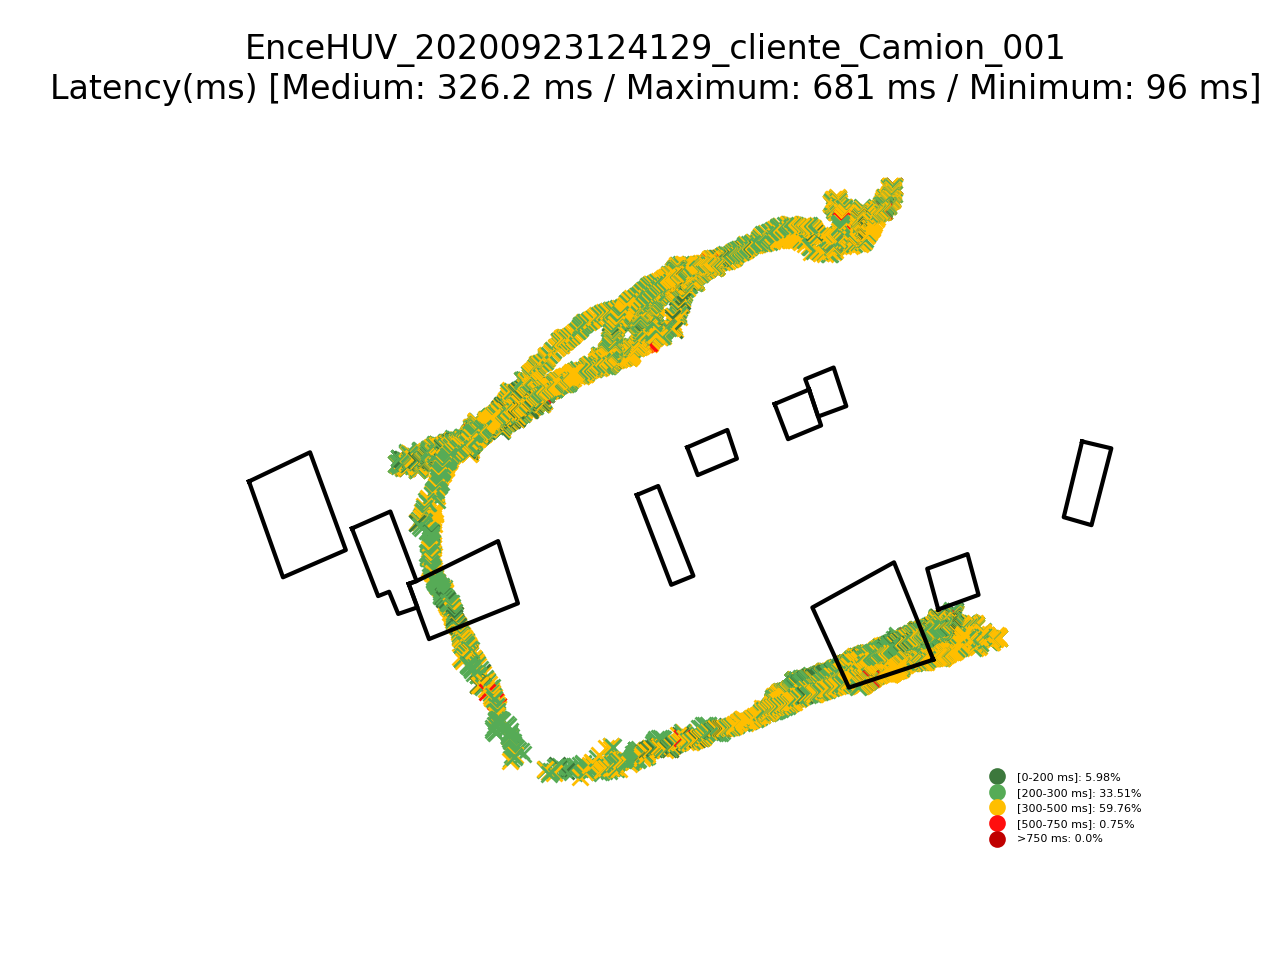 EnceHUV_20200923124129_cliente_Camion_001
Latency(ms) [Medium: 326.2 ms / Maximum: 681 ms / Minimum: 96 ms]
[0-200 ms]: 5.98%
[200-300 ms]: 33.51%
[300-500 ms]: 59.76%
[500-750 ms]: 0.75%
>750 ms: 0.0%